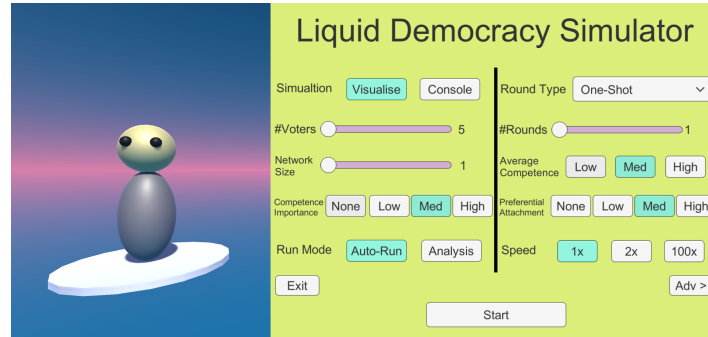 Liquid Democracy Simulator
Simualtion Visualise Console
Round Type One-Shot
#Voters 5
#Rounds 1
Network
Size 1
Average
Competence Low Med High
Competence
Importance None Low Med High
Preferential
Attachment None Low Med High
Run Mode Auto-Run Analysis
Speed 1x 2x 100x
Exit
Adv >
Start